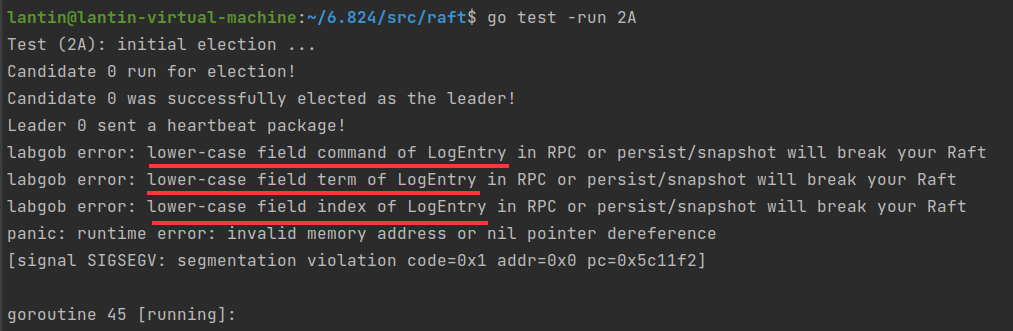 lantin@lantin-virtual-machine:~/6.824/src/raft$ go test -run 2A
Test (2A): initial election ...
Candidate 0 run for election!
Candidate 0 was successfully elected as the leader!
Leader 0 sent a heartbeat package!
labgob error: lower-case field command of LogEntry in RPC or persist/snapshot will break your Raft
labgob error: lower-case field term of LogEntry in RPC or persist/snapshot will break your Raft
labgob error: lower-case field index of LogEntry in RPC or persist/snapshot will break your Raft
panic: runtime error: invalid memory address or nil pointer dereference
[signal SIGSEGV: segmentation violation code=0x1 addr=0x0 pc=0x5c11f2]
goroutine 45 [running]: